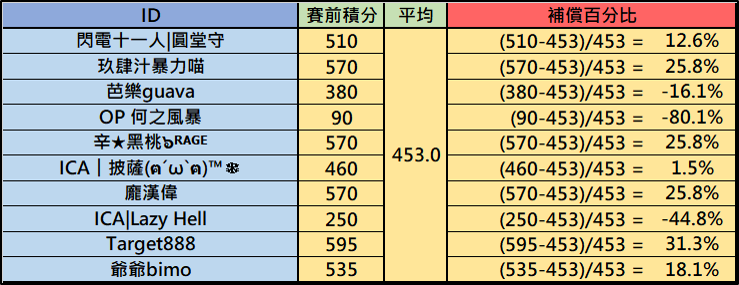 ID 賽前積分 平均 補償百分比
閃電十一人|圓堂守 510 (510-453)/453 = 12.6%
玖肆汁暴力喵 570 (570-453)/453 = 25.8%
芭樂guava 380 (380-453)/453 = -16.1%
OP 何之風暴 90 (90-453)/453 = -80.1%
辛★黑桃ఌᴿᴬᴳᴱ 570 (570-453)/453 = 25.8%
453.0
ICA｜披薩(ฅ´ω`ฅ)™ ❄ 460 (460-453)/453 = 1.5%
龐漢偉 570 (570-453)/453 = 25.8%
ICA|Lazy Hell 250 (250-453)/453 = -44.8%
Target888 595 (595-453)/453 = 31.3%
爺爺bimo 535 (535-453)/453 = 18.1%